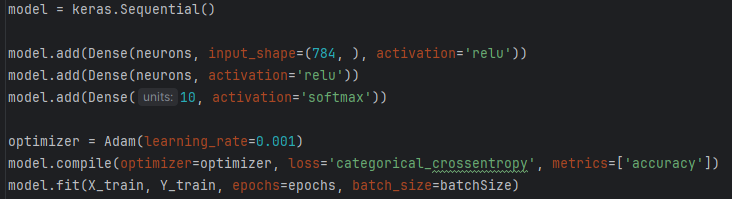 model = keras.Sequential()
model.add(Dense(neurons, input_shape=(784, ), activation='relu'))
model.add(Dense(neurons, activation='relu'))
model.add(Dense( units: 10, activation='softmax'))
optimizer = Adam(learning_rate=0.001)
model.compile(optimizer=optimizer, loss='categorical_crossentropy', metrics=['accuracy'])
model.fit(X_train, Y_train, epochs=epochs, batch_size=batchSize)